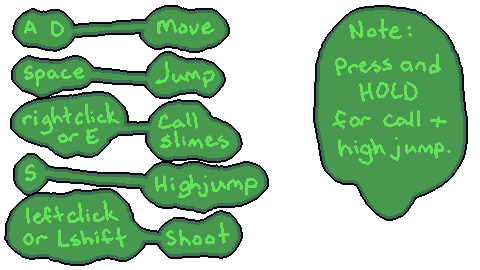 A D Move
space Jump
rightclick
or E
Call
slimes
S Highjump
leftclick
or Lshift
Shoot
Note:
Press and
HOLD
for call +
high jump.